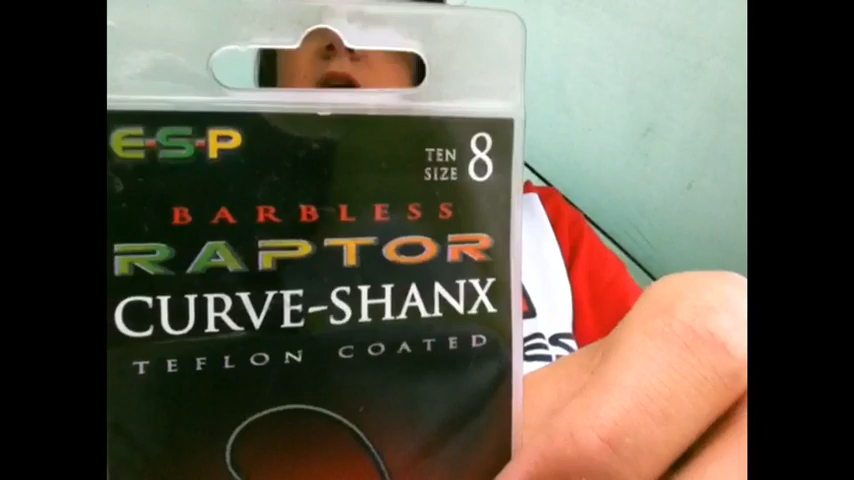 E-S-P
TEN
SIZE 8
BARBLESS
RAPTOR
CURVE-SHANX
TEFLON COATED